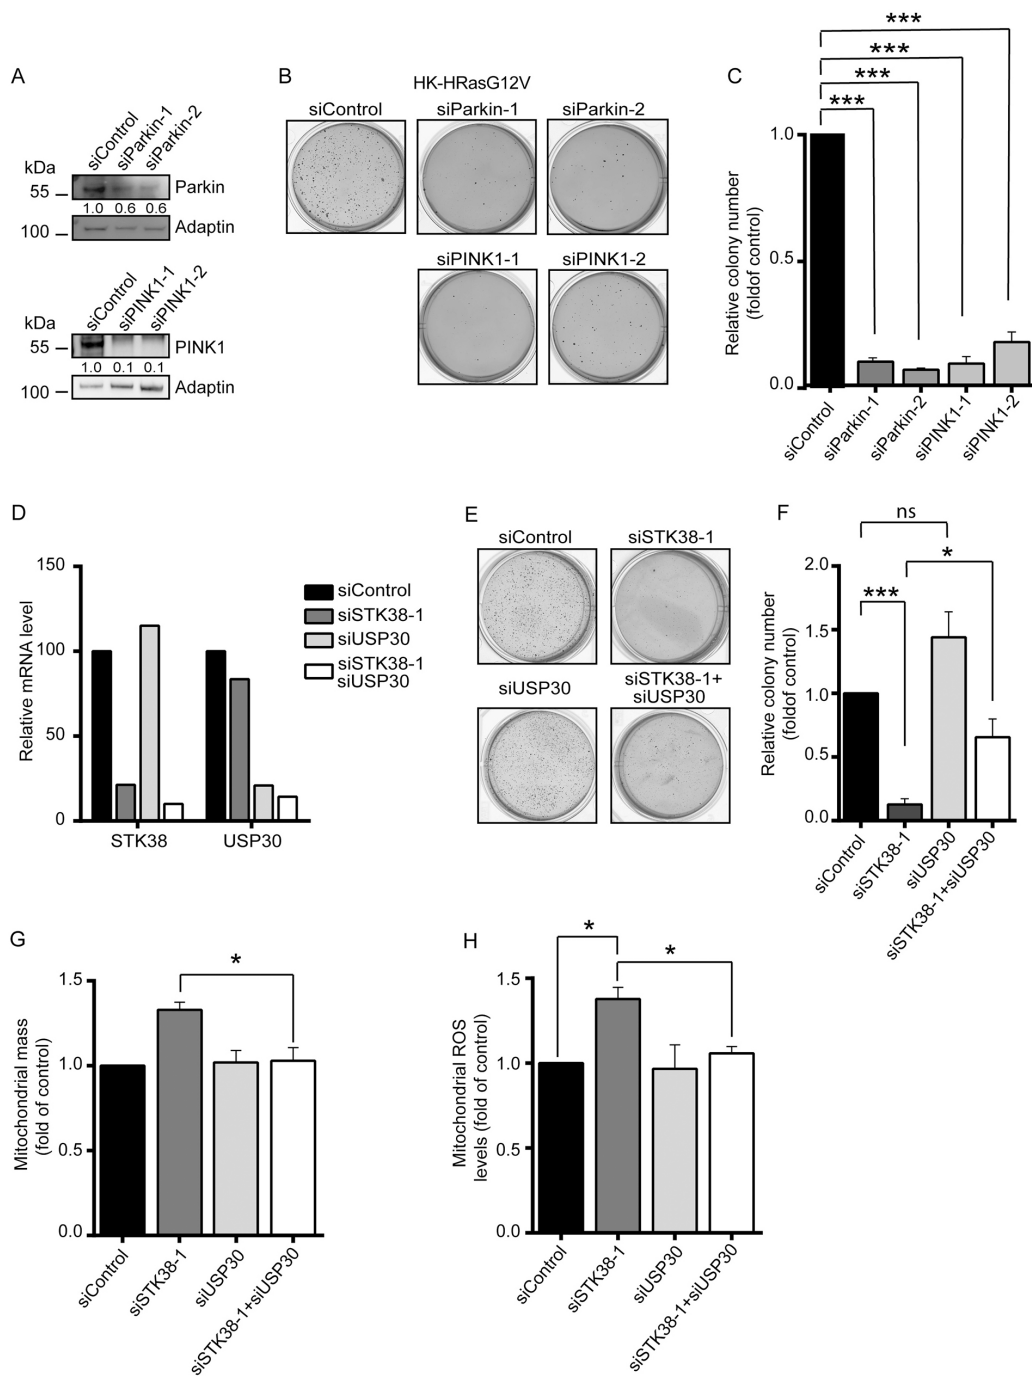 A
siControl
siParkin-1
siParkin-2
kDa
55
Parkin
1.0 0.6 0.6
100
Adaptin
siControl
siPINK1-1
siPINK1-2
kDa
55
PINK1
1.0 0.1 0.1
100
Adaptin
B
HK-HRasG12V
siControl
siParkin-1
siParkin-2
siPINK1-1
siPINK1-2
C
***
***
***
***
Relative colony number
(foldof control)
1.0
0.5
0.0
siControl
siParkin-1
siParkin-2
siPINK1-1
siPINK1-2
D
Relative mRNA level
150
100
50
0
STK38
USP30
siControl
siSTK38-1
siUSP30
siSTK38-1
siUSP30
E
siControl
siSTK38-1
siUSP30
siSTK38-1+
siUSP30
F
ns
*
***
Relative colony number
(foldof control)
2.0
1.5
1.0
0.5
0.0
siControl
siSTK38-1
siUSP30
siSTK38-1+siUSP30
G
*
Mitochondrial mass
(fold of control)
1.5
1.0
0.5
0.0
siControl
siSTK38-1
siUSP30
siSTK38-1+siUSP30
H
*
*
Mitochondrial ROS
levels (fold of control)
1.5
1.0
0.5
0.0
siControl
siSTK38-1
siUSP30
siSTK38-1+siUSP30